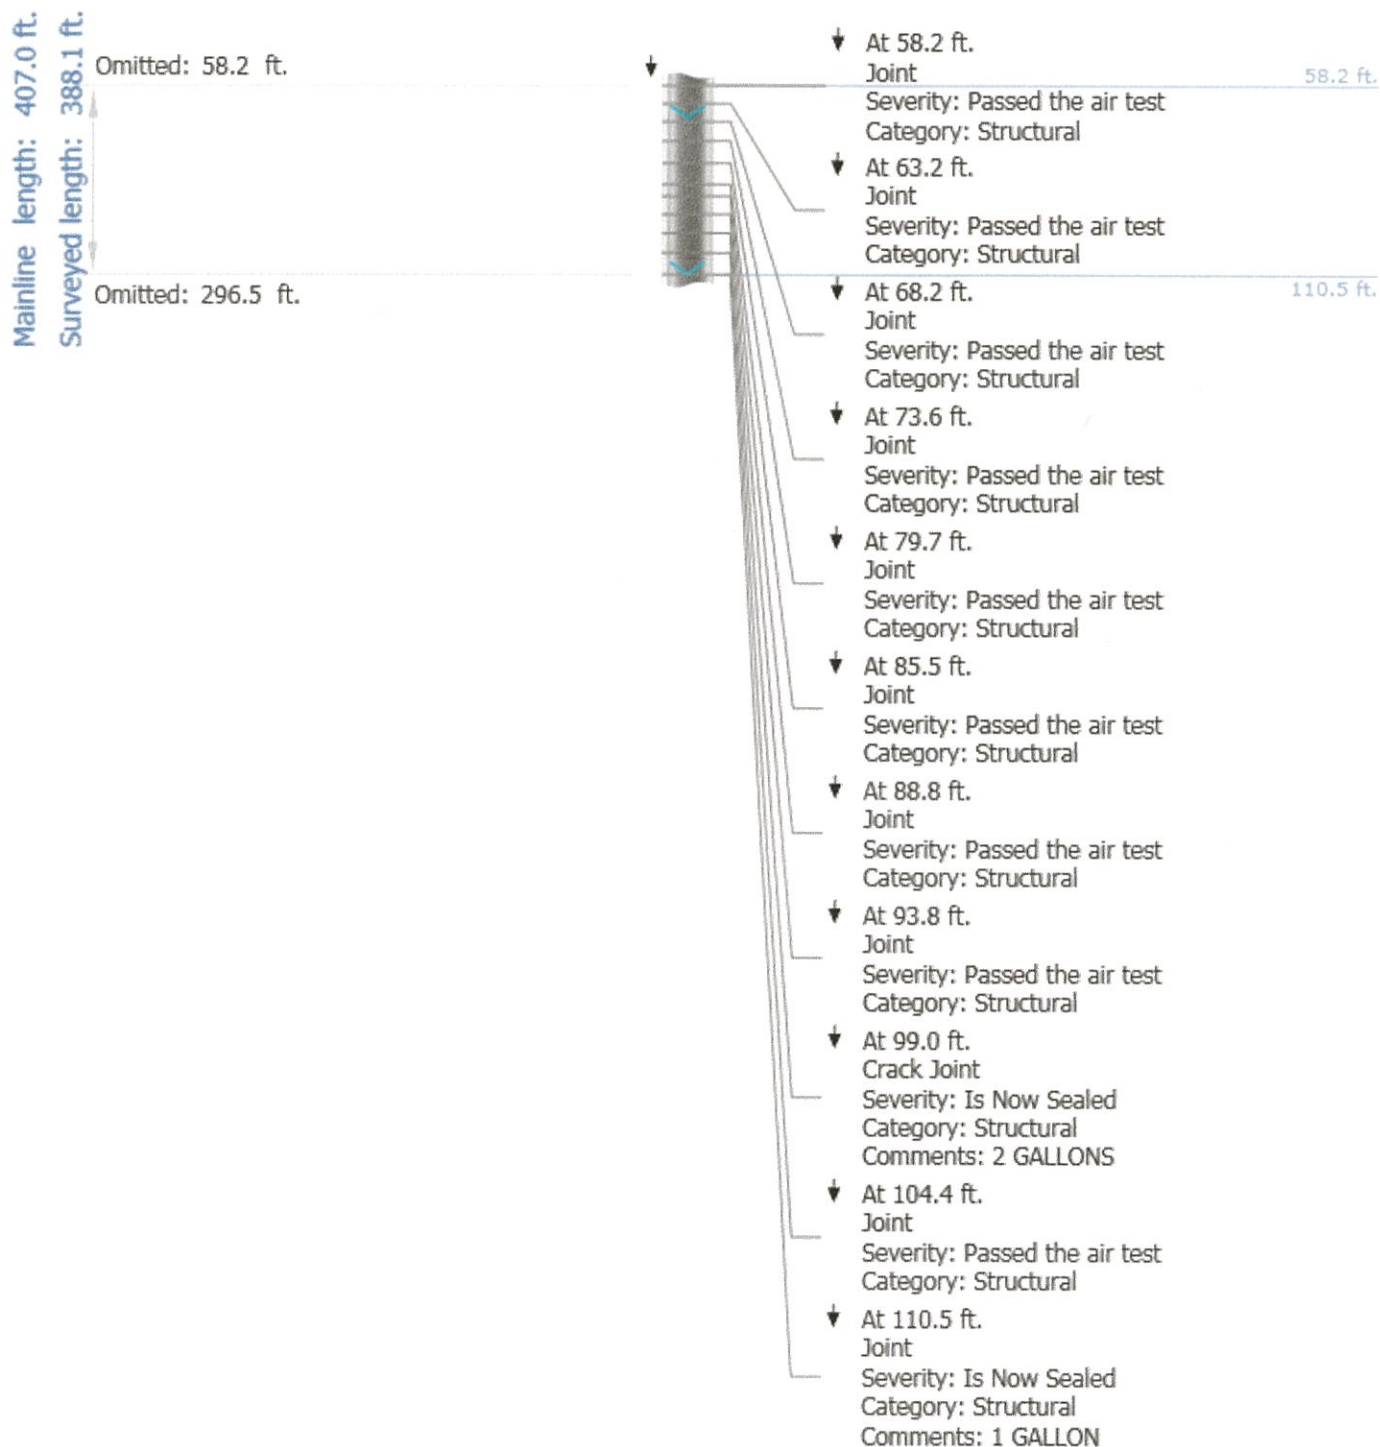 Mainline length: 407.0 ft.
Surveyed length: 388.1 ft.
Omitted: 58.2 ft.
58.2 ft.
At 58.2 ft.
Joint
Severity: Passed the air test
Category: Structural
At 63.2 ft.
Joint
Severity: Passed the air test
Category: Structural
Omitted: 296.5 ft.
110.5 ft.
At 68.2 ft.
Joint
Severity: Passed the air test
Category: Structural
At 73.6 ft.
Joint
Severity: Passed the air test
Category: Structural
At 79.7 ft.
Joint
Severity: Passed the air test
Category: Structural
At 85.5 ft.
Joint
Severity: Passed the air test
Category: Structural
At 88.8 ft.
Joint
Severity: Passed the air test
Category: Structural
At 93.8 ft.
Joint
Severity: Passed the air test
Category: Structural
At 99.0 ft.
Crack Joint
Severity: Is Now Sealed
Category: Structural
Comments: 2 GALLONS
At 104.4 ft.
Joint
Severity: Passed the air test
Category: Structural
At 110.5 ft.
Joint
Severity: Is Now Sealed
Category: Structural
Comments: 1 GALLON